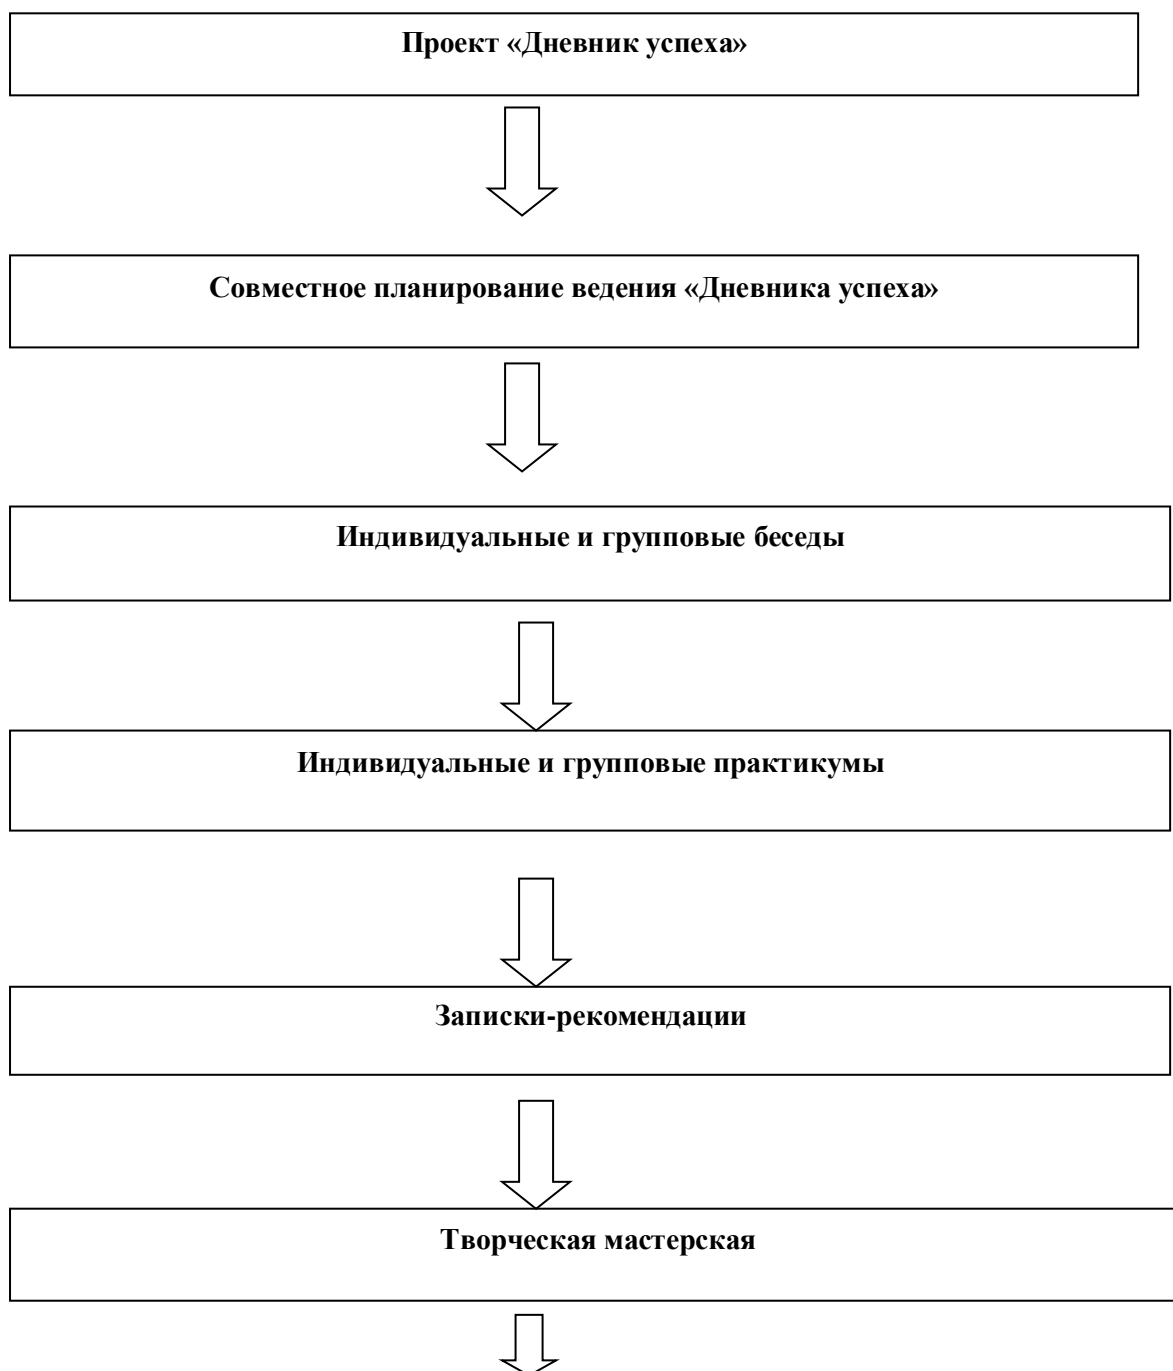 Проект «Дневник успеха»
Совместное планирование ведения «Дневника успеха»
Индивидуальные и групповые беседы
Индивидуальные и групповые практикумы
Записки-рекомендации
Творческая мастерская